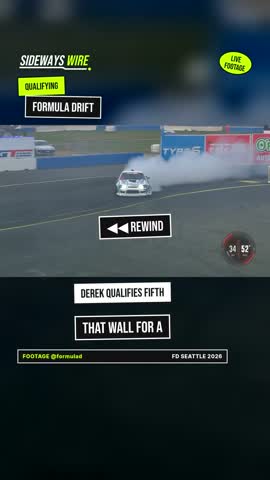 SIDEWAYS WIRE.
LIVE
FOOTAGE
QUALIFYING
FORMULA DRIFT
◀◀ REWIND
34 52°
DEREK QUALIFIES FIFTH
THAT WALL FOR A
FOOTAGE @formulad
FD SEATTLE 2026